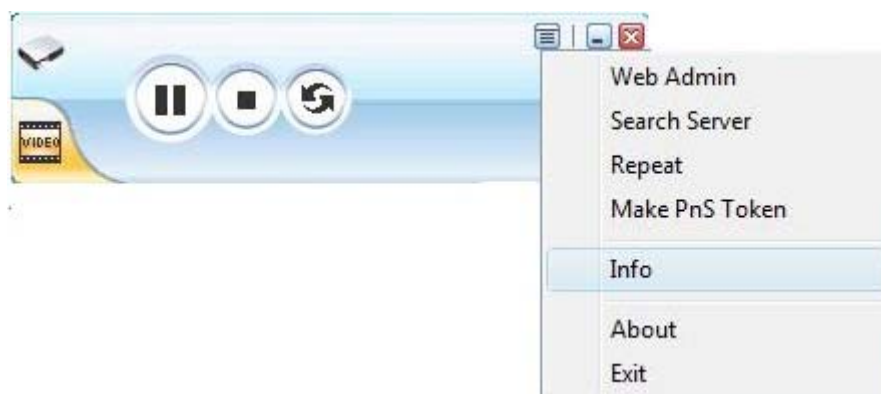 VIDEO
Web Admin
Search Server
Repeat
Make PnS Token
Info
About
Exit